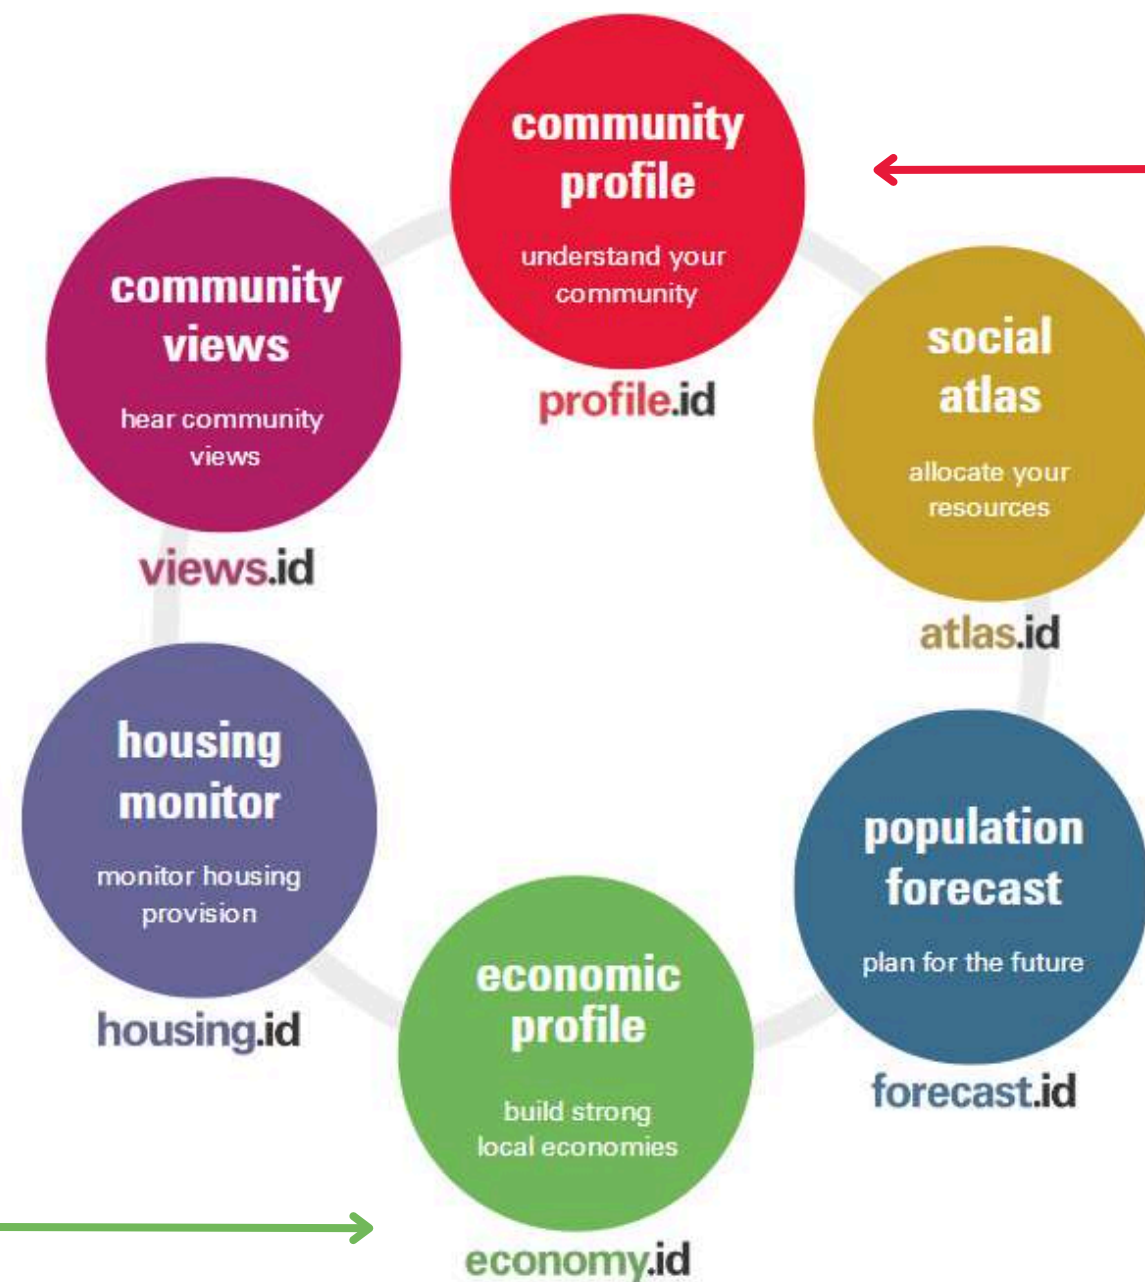 community
profile
understand your
community
profile.id
community
views
hear community
views
views.id
social
atlas
allocate your
resources
atlas.id
housing
monitor
monitor housing
provision
housing.id
population
forecast
plan for the future
forecast.id
economic
profile
build strong
local economies
economy.id